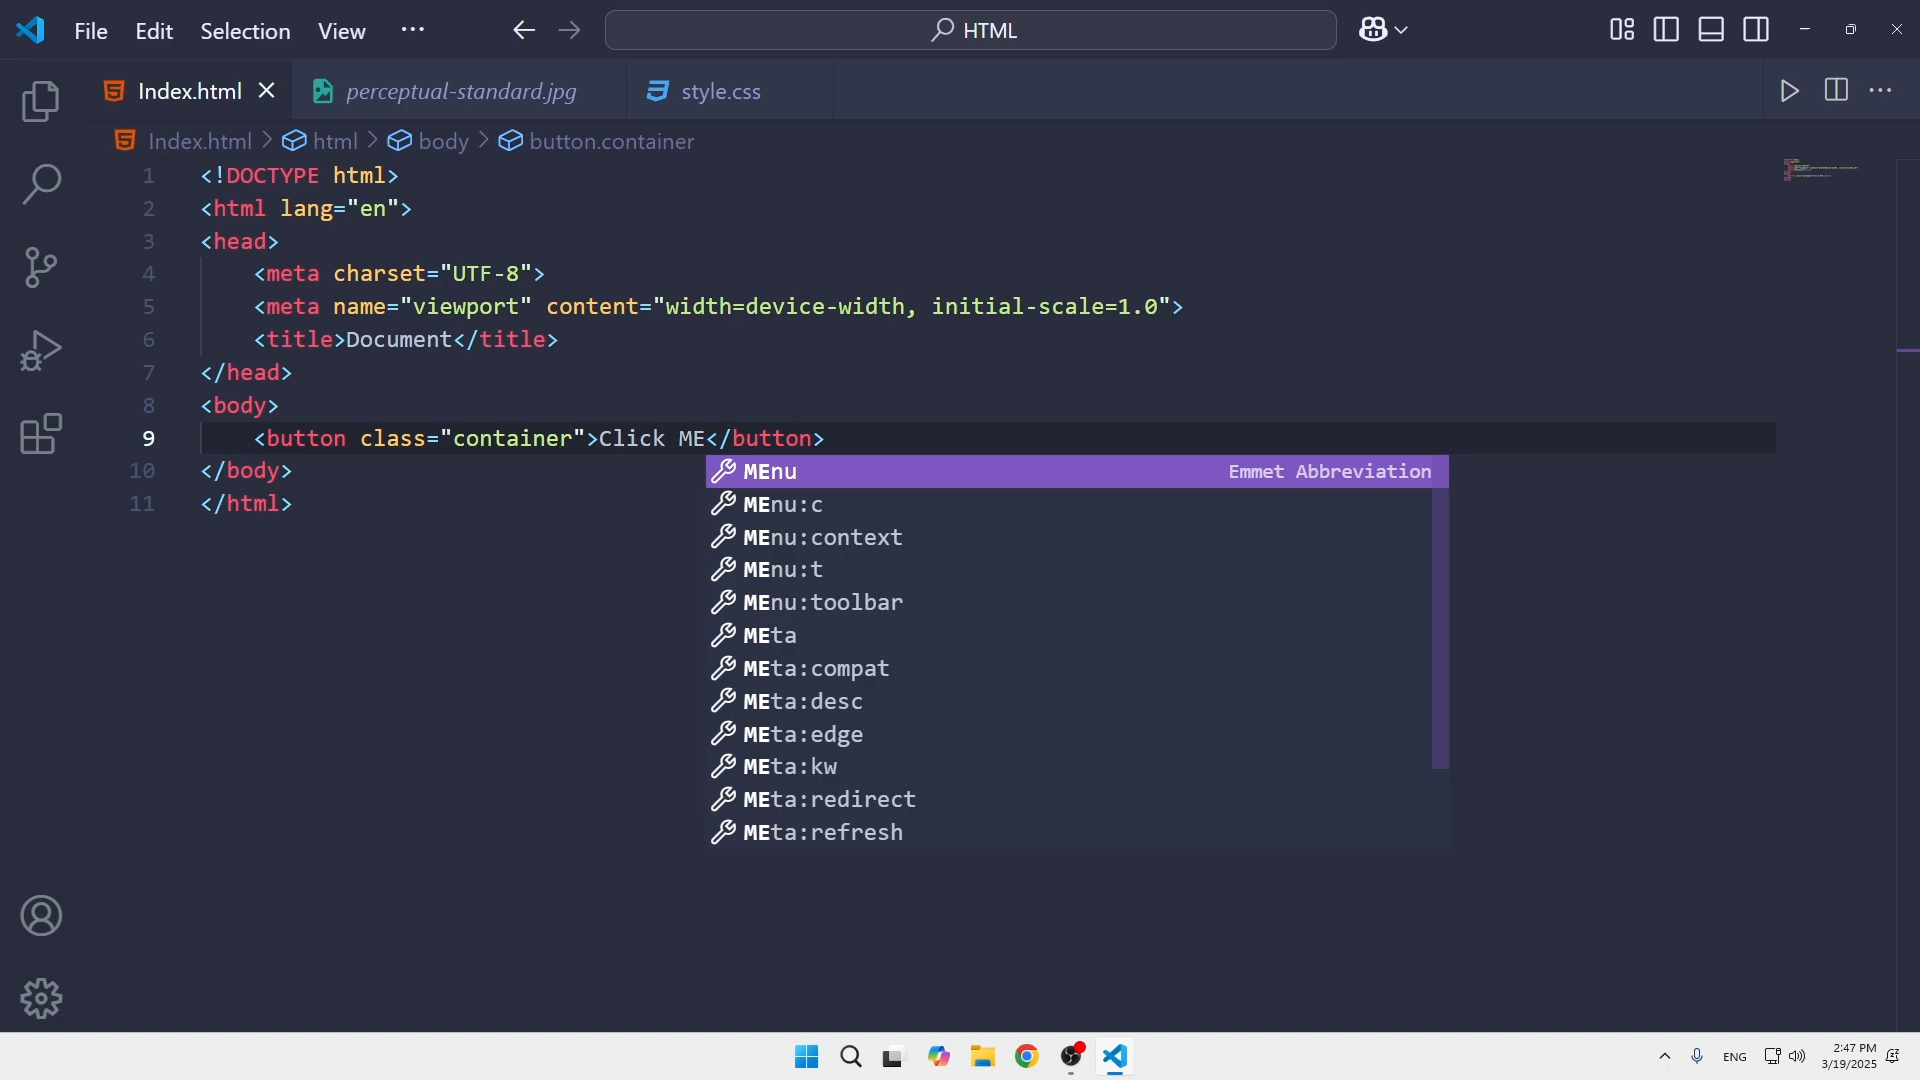 File Edit Selection View ···
HTML
Index.html
perceptual-standard.jpg
style.css
Index.html > html > body > button.container
1 <!DOCTYPE html>
2 <html lang="en">
3 <head>
4 <meta charset="UTF-8">
5 <meta name="viewport" content="width=device-width, initial-scale=1.0">
6 <title>Document</title>
7 </head>
8 <body>
9 <button class="container">Click ME</button>
10 </body>
11 </html>
MEnu Emmet Abbreviation
MEnu:c
MEnu:context
MEnu:t
MEnu:toolbar
MEta
MEta:compat
MEta:desc
MEta:edge
MEta:kw
MEta:redirect
MEta:refresh
ENG
2:47 PM
3/19/2025